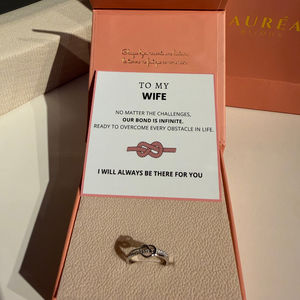 AURÉA
BIJOUX
TO MY
WIFE
NO MATTER THE CHALLENGES,
OUR BOND IS INFINITE.
READY TO OVERCOME EVERY OBSTACLE IN LIFE.
I WILL ALWAYS BE THERE FOR YOU